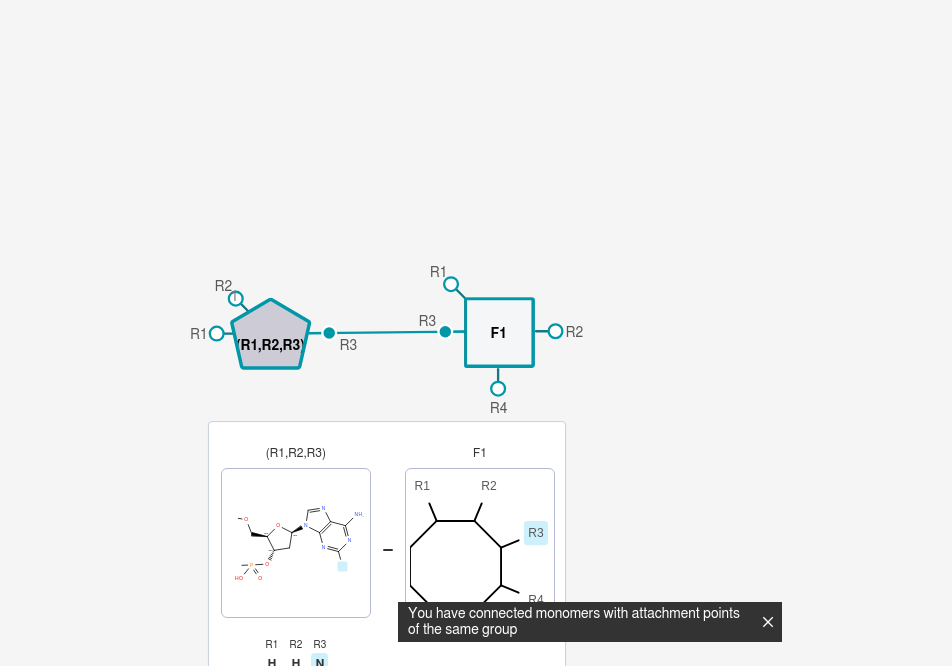 R1
R2
R1
(R1,R2,R3)
R3
R3
F1
R2
R4
(R1,R2,R3)
F1
R1
R2
R3
R4
O
O
N
N
N
N
N
NH
O
P
HO
O
You have connected monomers with attachment points
of the same group
R1 R2 R3
H H N